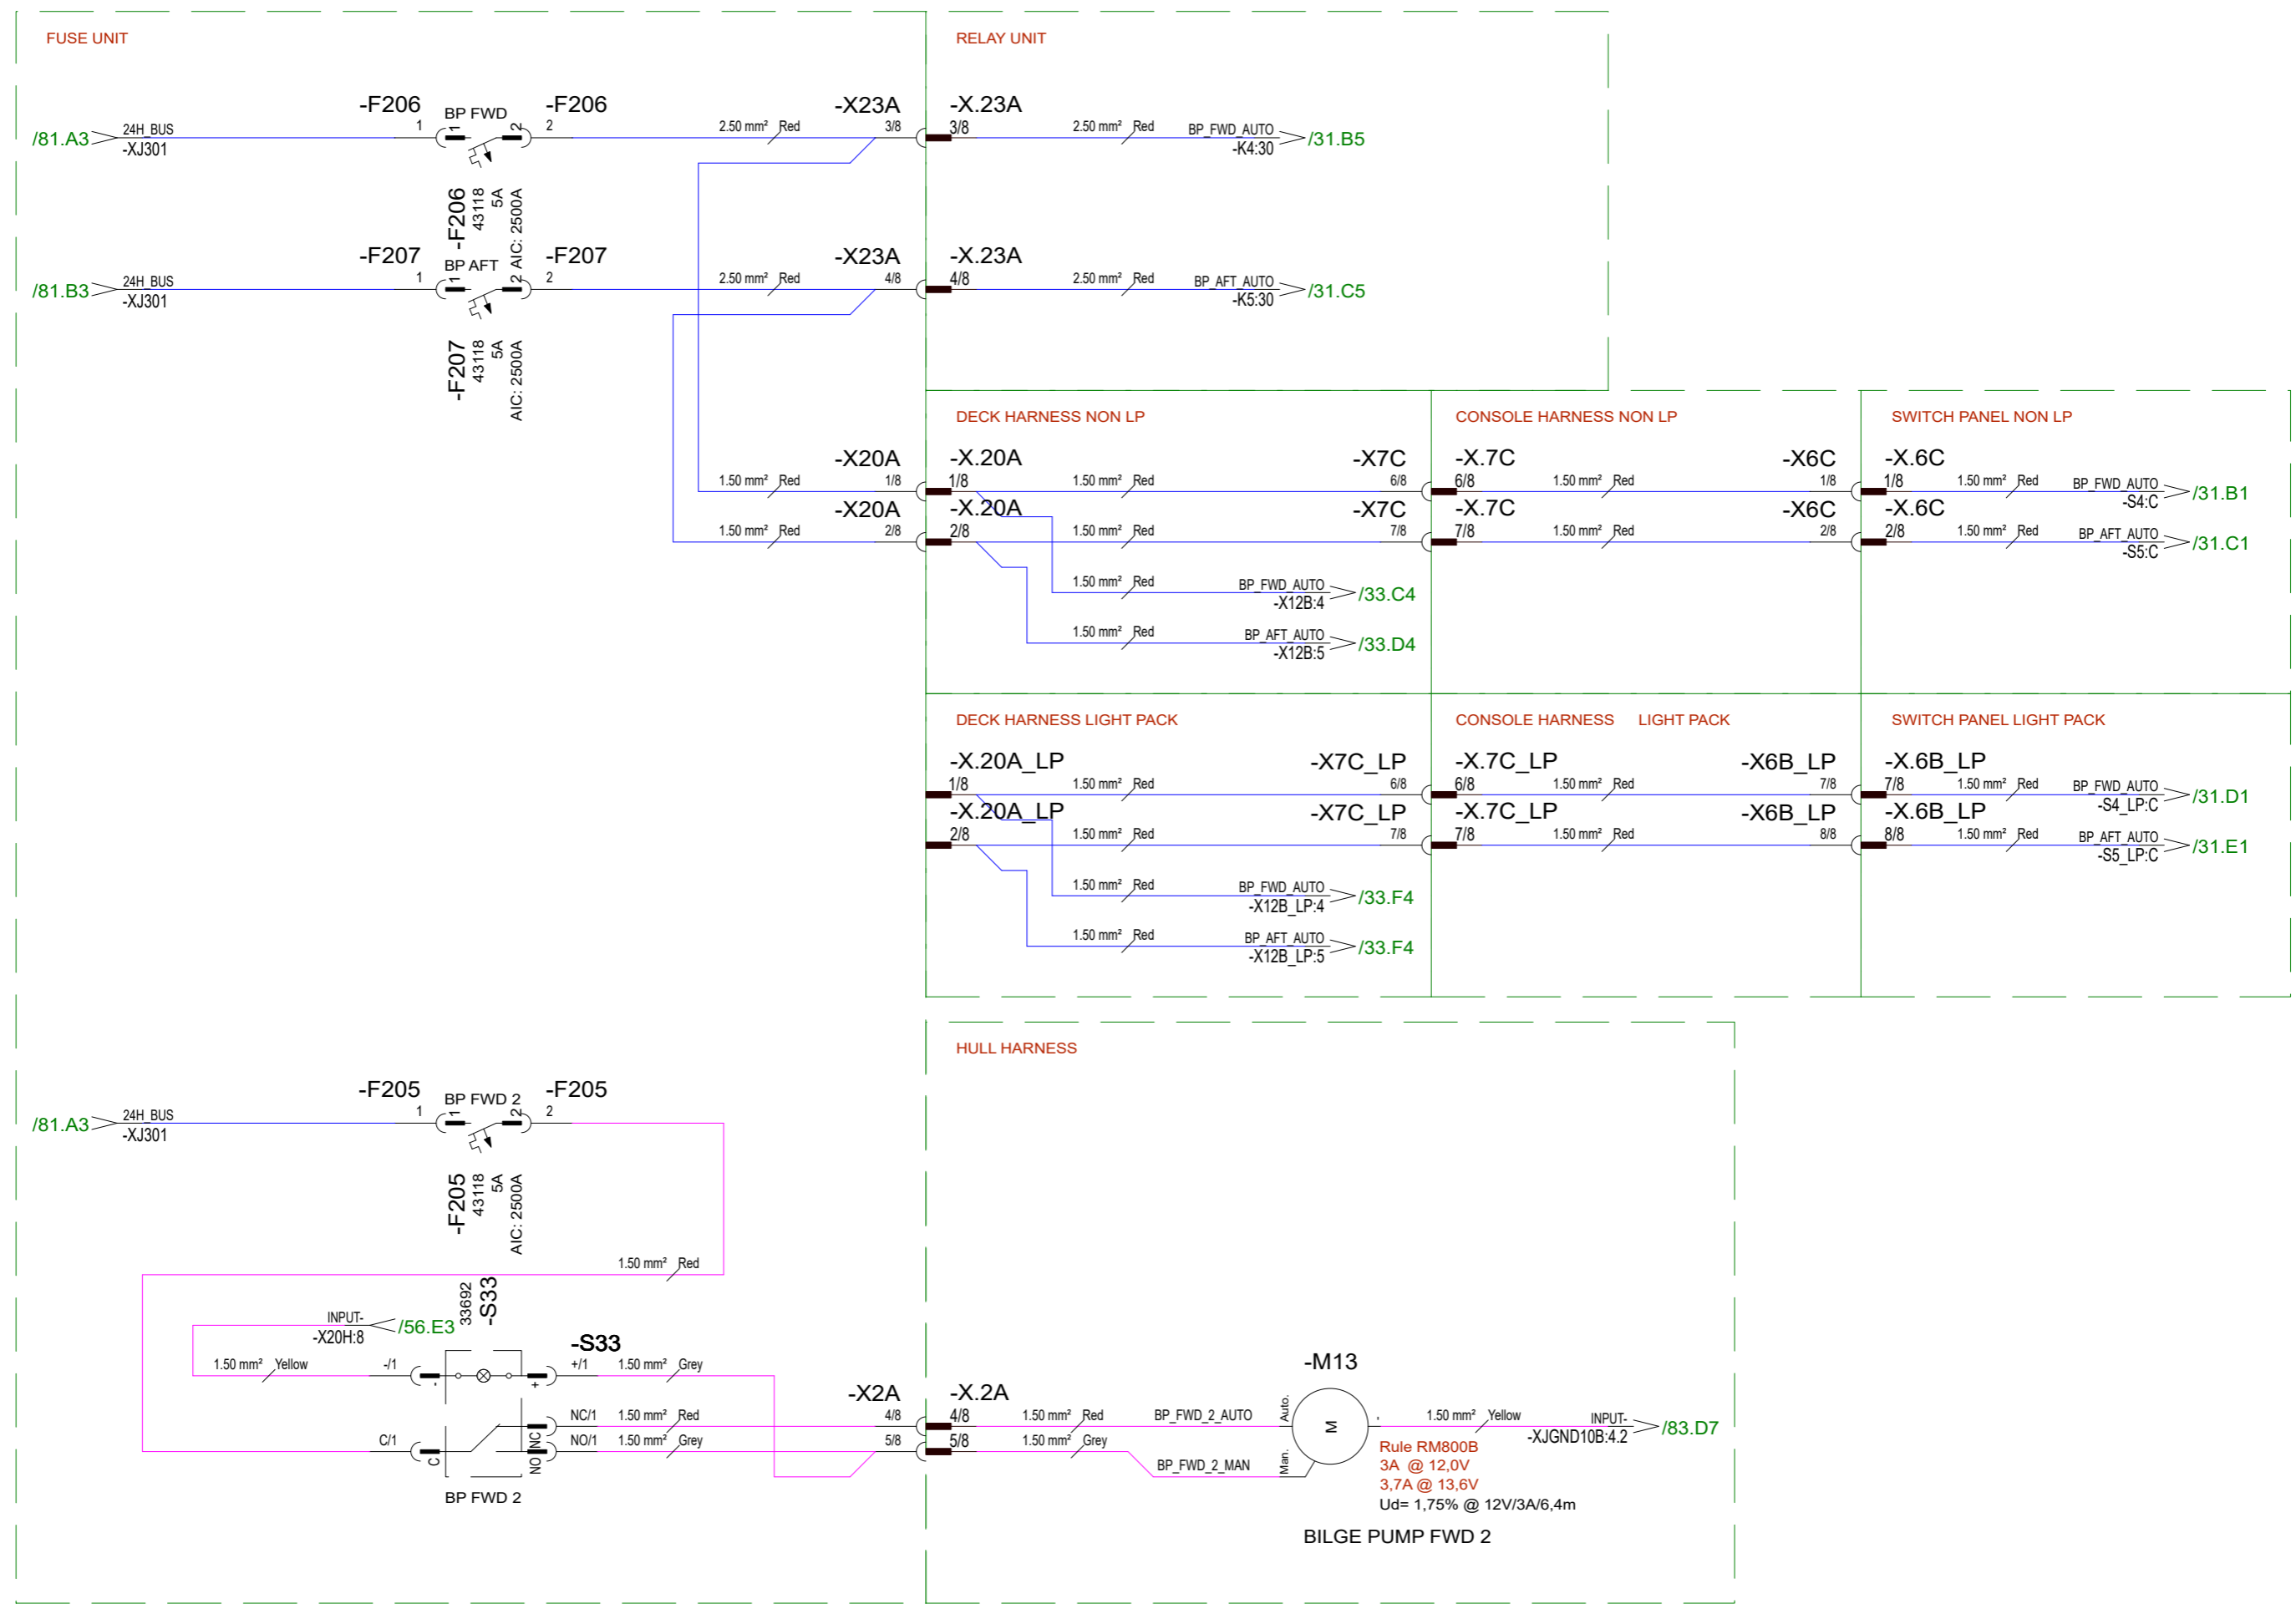 FUSE UNIT
RELAY UNIT
/81.A3
24H_BUS
-XJ301
-F206
1
BP FWD
1
2
-F206
2
2.50 mm² Red
-X23A
3/8
-X.23A
3/8
2.50 mm² Red
BP_FWD_AUTO
-K4:30
/31.B5
-F206
43118
5A
AIC: 2500A
/81.B3
24H_BUS
-XJ301
-F207
1
BP AFT
1
2
-F207
2
2.50 mm² Red
-X23A
4/8
-X.23A
4/8
2.50 mm² Red
BP_AFT_AUTO
-K5:30
/31.C5
-F207
43118
5A
AIC: 2500A
DECK HARNESS NON LP
CONSOLE HARNESS NON LP
SWITCH PANEL NON LP
1.50 mm² Red
-X20A
1/8
-X.20A
1/8
1.50 mm² Red
-X7C
6/8
-X.7C
6/8
1.50 mm² Red
-X6C
1/8
-X.6C
1/8
1.50 mm² Red
BP_FWD_AUTO
-S4:C
/31.B1
1.50 mm² Red
-X20A
2/8
-X.20A
2/8
1.50 mm² Red
-X7C
7/8
-X.7C
7/8
1.50 mm² Red
-X6C
2/8
-X.6C
2/8
1.50 mm² Red
BP_AFT_AUTO
-S5:C
/31.C1
1.50 mm² Red
BP_FWD_AUTO
-X12B:4
/33.C4
1.50 mm² Red
BP_AFT_AUTO
-X12B:5
/33.D4
DECK HARNESS LIGHT PACK
CONSOLE HARNESS LIGHT PACK
SWITCH PANEL LIGHT PACK
-X.20A_LP
1/8
1.50 mm² Red
-X7C_LP
6/8
-X.7C_LP
6/8
1.50 mm² Red
-X6B_LP
7/8
-X.6B_LP
7/8
1.50 mm² Red
BP_FWD_AUTO
-S4_LP:C
/31.D1
-X.20A_LP
2/8
1.50 mm² Red
-X7C_LP
7/8
-X.7C_LP
7/8
1.50 mm² Red
-X6B_LP
8/8
-X.6B_LP
8/8
1.50 mm² Red
BP_AFT_AUTO
-S5_LP:C
/31.E1
1.50 mm² Red
BP_FWD_AUTO
-X12B_LP:4
/33.F4
1.50 mm² Red
BP_AFT_AUTO
-X12B_LP:5
/33.F4
HULL HARNESS
/81.A3
24H_BUS
-XJ301
-F205
1
BP FWD 2
1
2
-F205
2
-F205
43118
5A
AIC: 2500A
1.50 mm² Red
33692
-S33
INPUT-
-X20H:8
/56.E3
1.50 mm² Yellow
-/1
-
+
-S33
+/1
1.50 mm² Grey
C/1
C
NC
NO
NC/1
1.50 mm² Red
NO/1
1.50 mm² Grey
BP FWD 2
-X2A
4/8
5/8
-X.2A
4/8
5/8
1.50 mm² Red
BP_FWD_2_AUTO
1.50 mm² Grey
BP_FWD_2_MAN
Auto.
Man.
-M13
M
-
1.50 mm² Yellow
INPUT-
-XJGND10B:4.2
/83.D7
Rule RM800B
3A @ 12,0V
3,7A @ 13,6V
Ud= 1,75% @ 12V/3A/6,4m
BILGE PUMP FWD 2